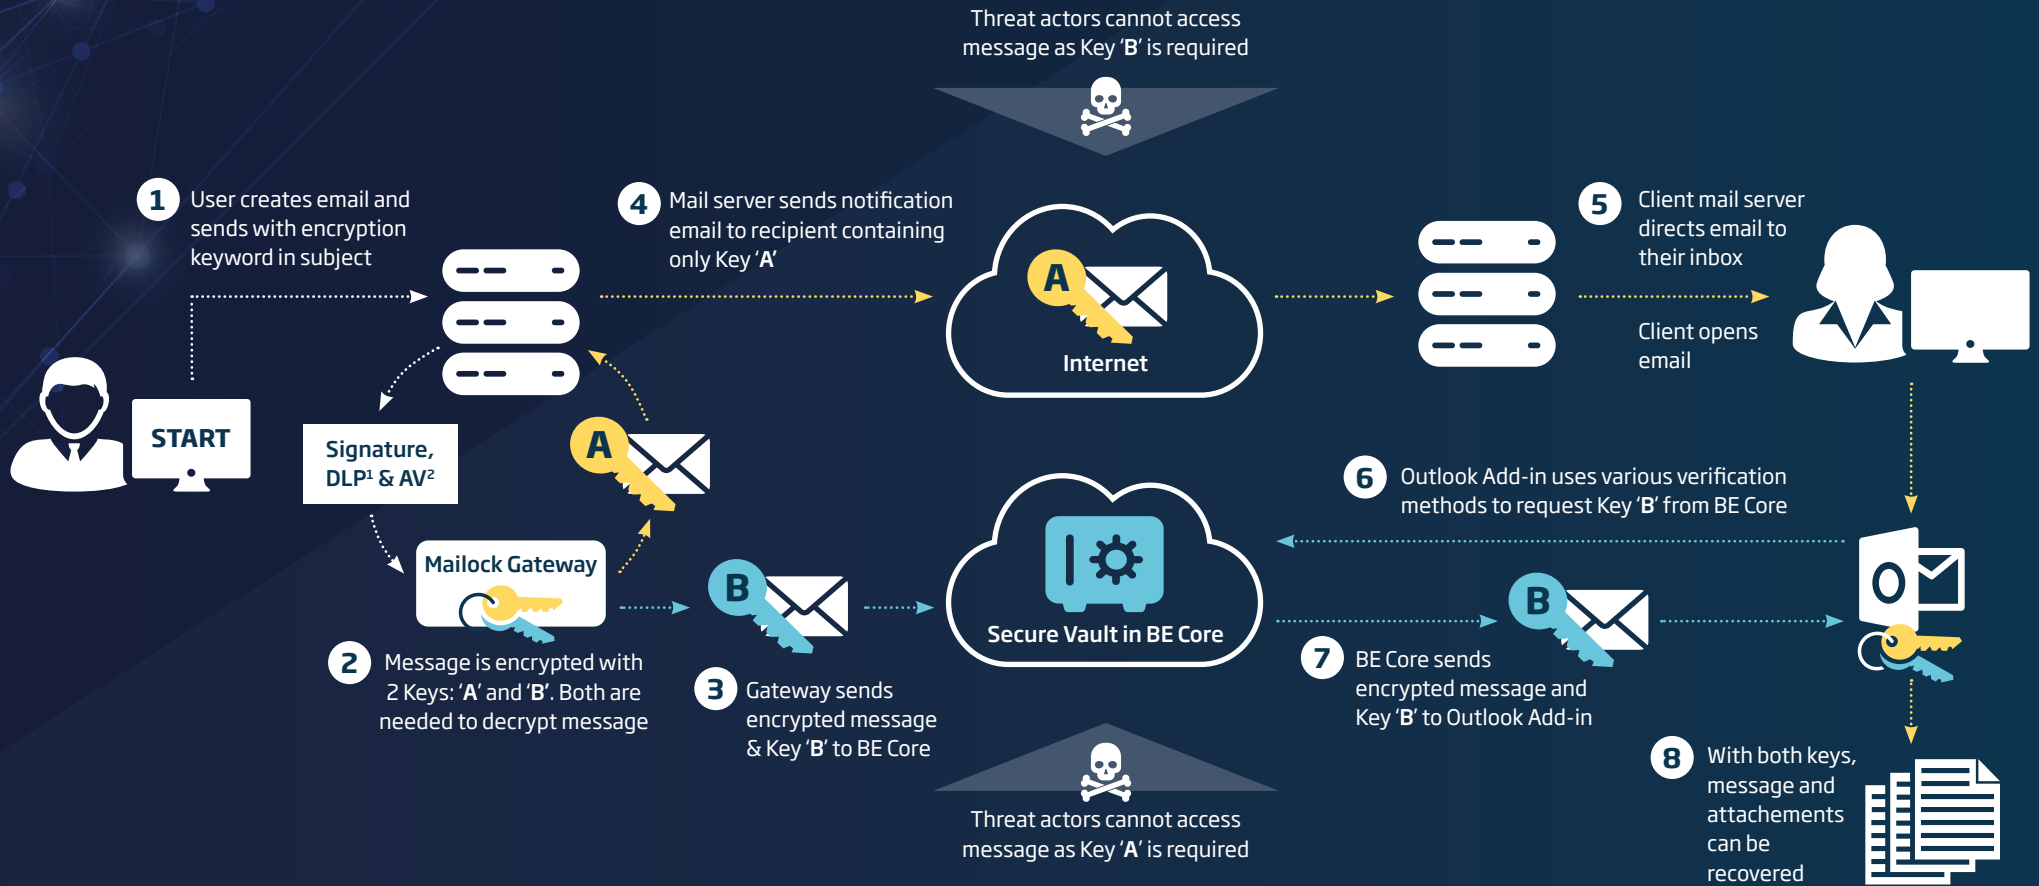 Threat actors cannot access
message as Key ‘B’ is required
1
User creates email and
sends with encryption
keyword in subject
4
Mail server sends notification
email to recipient containing
only Key ‘A’
A
Internet
5
Client mail server
directs email to
their inbox
Client opens
email
START
Signature,
DLP¹ & AV²
A
Mailock Gateway
2
Message is encrypted with
2 Keys: ‘A’ and ‘B’. Both are
needed to decrypt message
B
3
Gateway sends
encrypted message
& Key ‘B’ to BE Core
Secure Vault in BE Core
6
Outlook Add-in uses various verification
methods to request Key ‘B’ from BE Core
O
B
7
BE Core sends
encrypted message and
Key ‘B’ to Outlook Add-in
Threat actors cannot access
message as Key ‘A’ is required
8
With both keys,
message and
attachements
can be
recovered